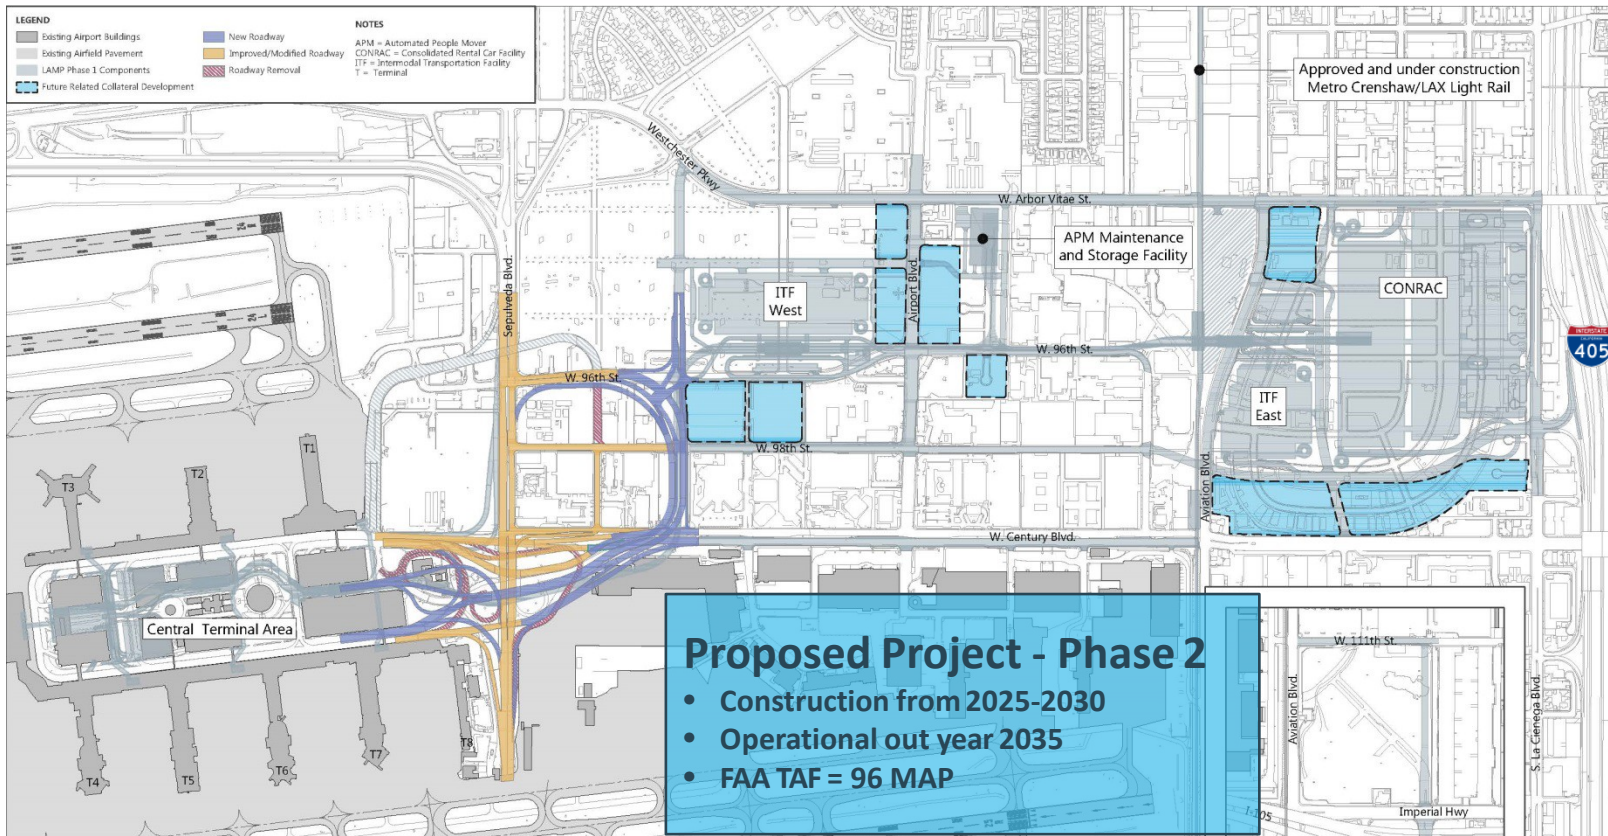 LEGEND
Existing Airport Buildings
Existing Airfield Pavement
LAMP Phase 1 Components
Future Related Collateral Development
New Roadway
Improved/Modified Roadway
Roadway Removal
NOTES
APM = Automated People Mover
CONRAC = Consolidated Rental Car Facility
ITF = Intermodal Transportation Facility
T = Terminal
Approved and under construction
Metro Crenshaw/LAX Light Rail
Westchester Pkwy
W. Arbor Vitae St.
APM Maintenance
and Storage Facility
Sepulveda Blvd.
ITF
West
Airport Blvd.
CONRAC
INTERSTATE
CALIFORNIA
405
W. 96th St.
W. 96th St.
ITF
East
W. 98th St.
Aviation Blvd.
T1
T2
T3
W. Century Blvd.
Central Terminal Area
T4
T5
T6
T7
T8
Proposed Project - Phase 2
• Construction from 2025-2030
• Operational out year 2035
• FAA TAF = 96 MAP
W. 111th St.
Aviation Blvd.
S. La Cienega Blvd.
I-105
Imperial Hwy